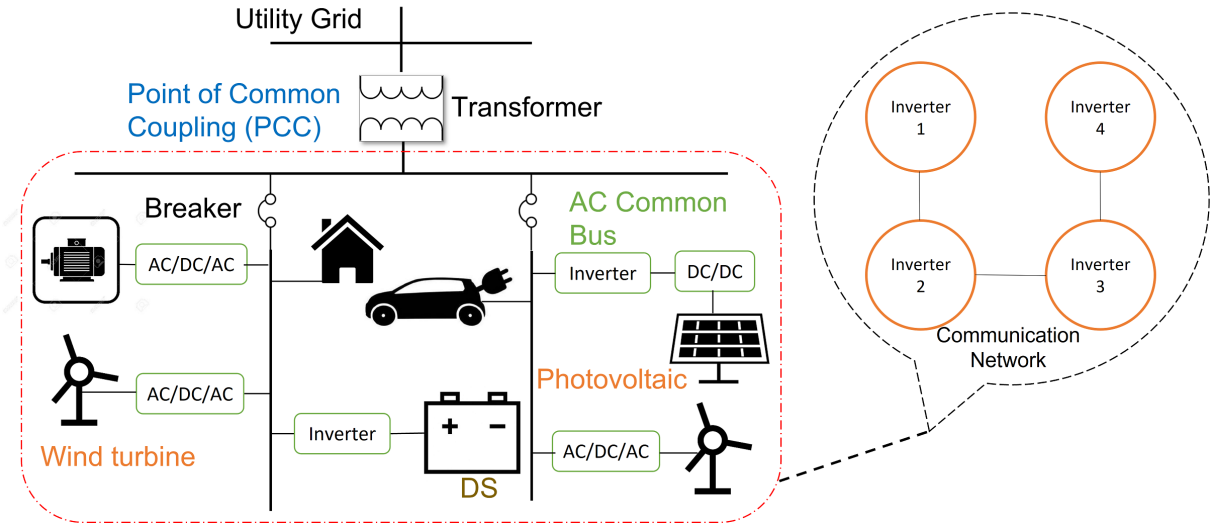 Utility Grid
Point of Common
Coupling (PCC)
Transformer
Breaker
AC Common
Bus
AC/DC/AC
Inverter
DC/DC
AC/DC/AC
Photovoltaic
Wind turbine
Inverter
+ −
DS
AC/DC/AC
Inverter
1
Inverter
4
Inverter
2
Inverter
3
Communication
Network